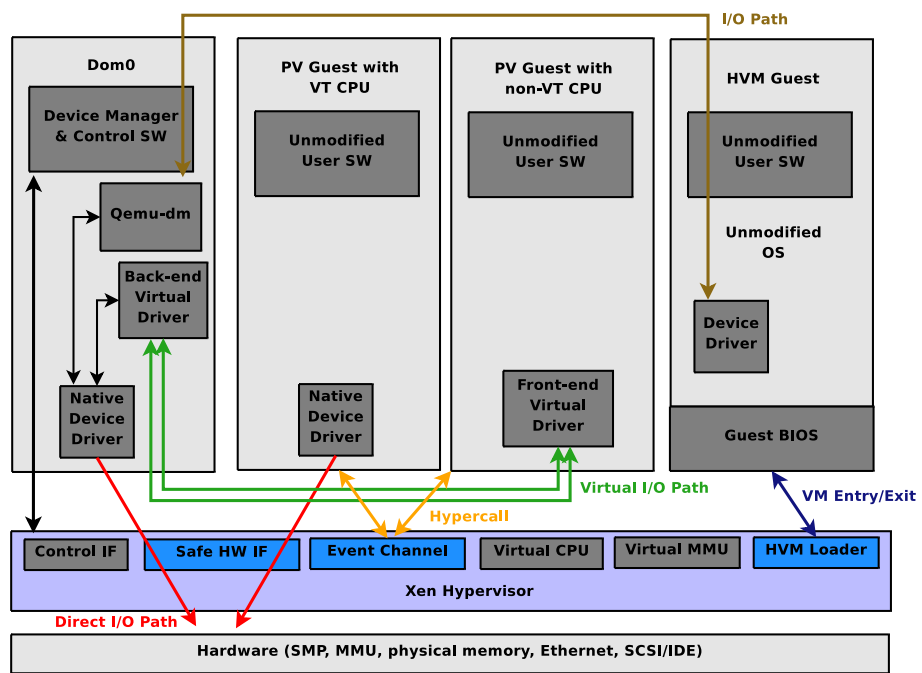 I/O Path
Dom0
Device Manager
& Control SW
Qemu-dm
Back-end
Virtual
Driver
Native
Device
Driver
PV Guest with
VT CPU
Unmodified
User SW
Native
Device
Driver
PV Guest with
non-VT CPU
Unmodified
User SW
Front-end
Virtual
Driver
HVM Guest
Unmodified
User SW
Unmodified
OS
Device
Driver
Guest BIOS
Virtual I/O Path
VM Entry/Exit
Hypercall
Control IF
Safe HW IF
Event Channel
Virtual CPU
Virtual MMU
HVM Loader
Xen Hypervisor
Direct I/O Path
Hardware (SMP, MMU, physical memory, Ethernet, SCSI/IDE)